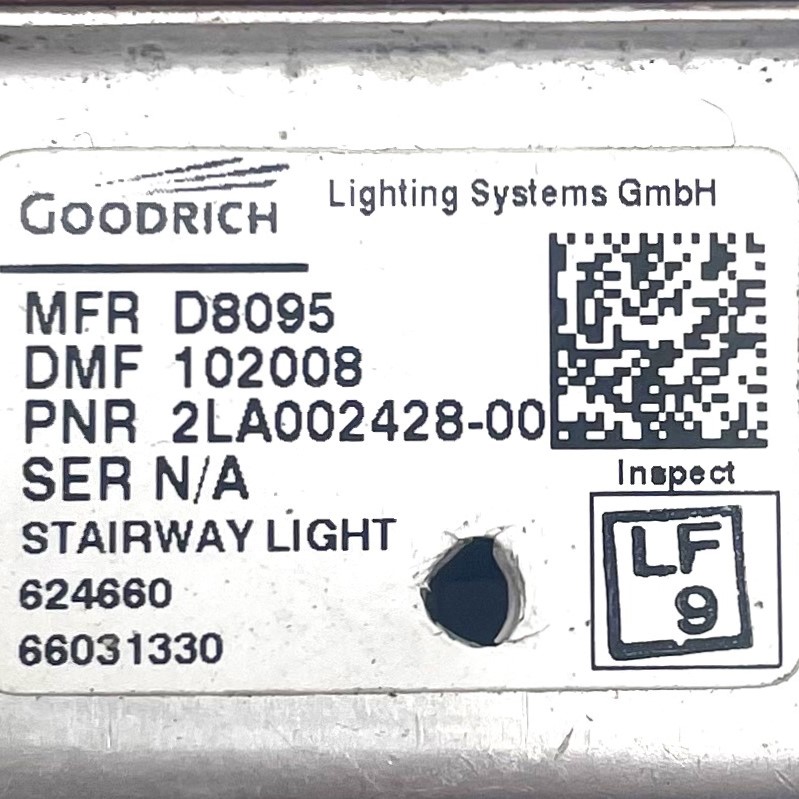 GOODRICH
Lighting Systems GmbH
MFR D8095
DMF 102008
PNR 2LA002428-00
SER N/A
STAIRWAY LIGHT
624660
66031330
Inspect
LF
9